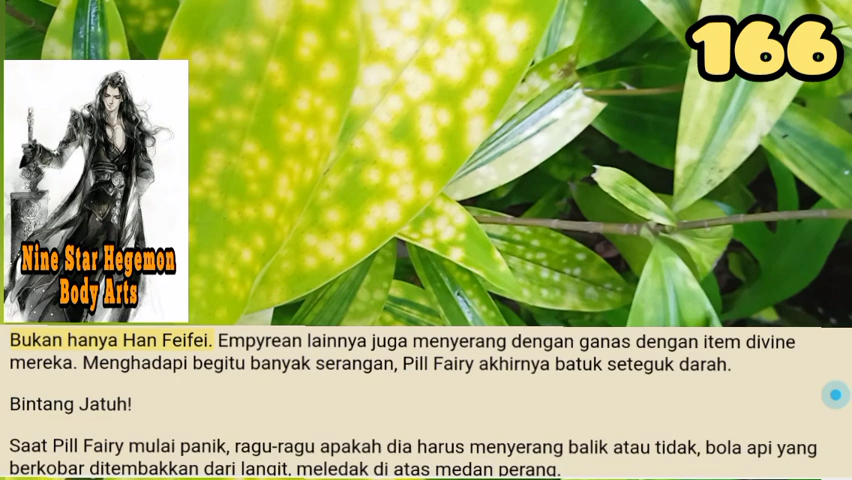 166
Nine Star Hegemon
Body Arts
Bukan hanya Han Feifei. Empyrean lainnya juga menyerang dengan ganas dengan item divine
mereka. Menghadapi begitu banyak serangan, Pill Fairy akhirnya batuk seteguk darah.
Bintang Jatuh!
Saat Pill Fairy mulai panik, ragu-ragu apakah dia harus menyerang balik atau tidak, bola api yang
berkobar ditembakkan dari langit, meledak di atas medan perang.